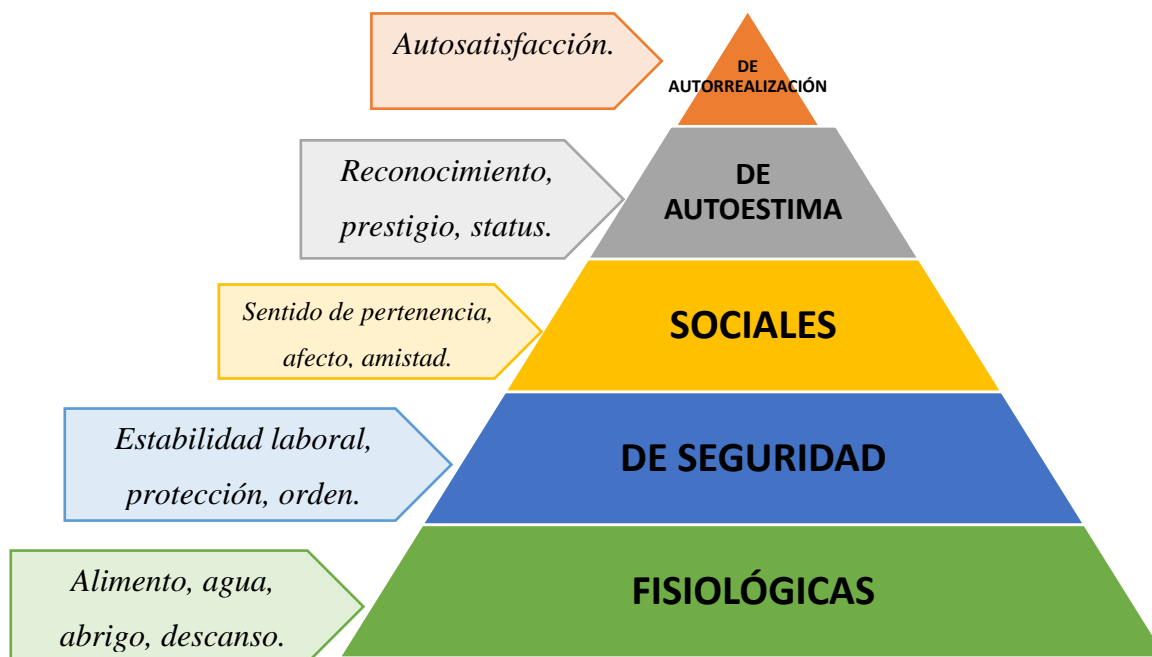 Autosatisfacción.
DE
AUTORREALIZACIÓN
Reconocimiento,
prestigio, status.
DE
AUTOESTIMA
Sentido de pertenencia,
afecto, amistad.
SOCIALES
Estabilidad laboral,
protección, orden.
DE SEGURIDAD
Alimento, agua,
abrigo, descanso.
FISIOLÓGICAS